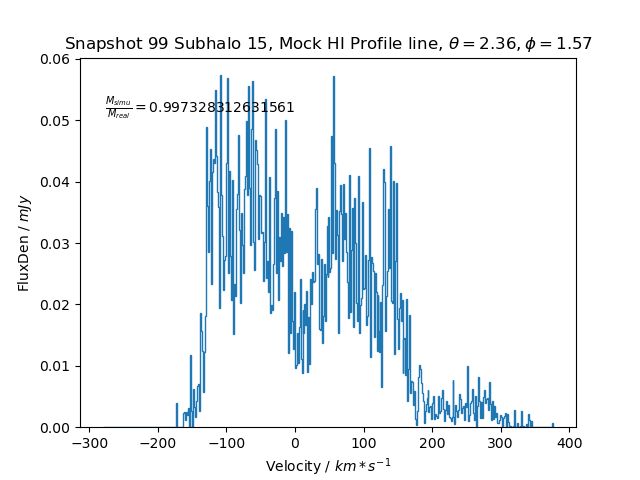 Snapshot 99 Subhalo 15, Mock HI Profile line, θ = 2.36, ϕ = 1.57
M_simu/M_real = 0.997328312631561
FluxDen / mJy
0.06
0.05
0.04
0.03
0.02
0.01
0.00
−300 −200 −100 0 100 200 300 400
Velocity / km * s⁻¹